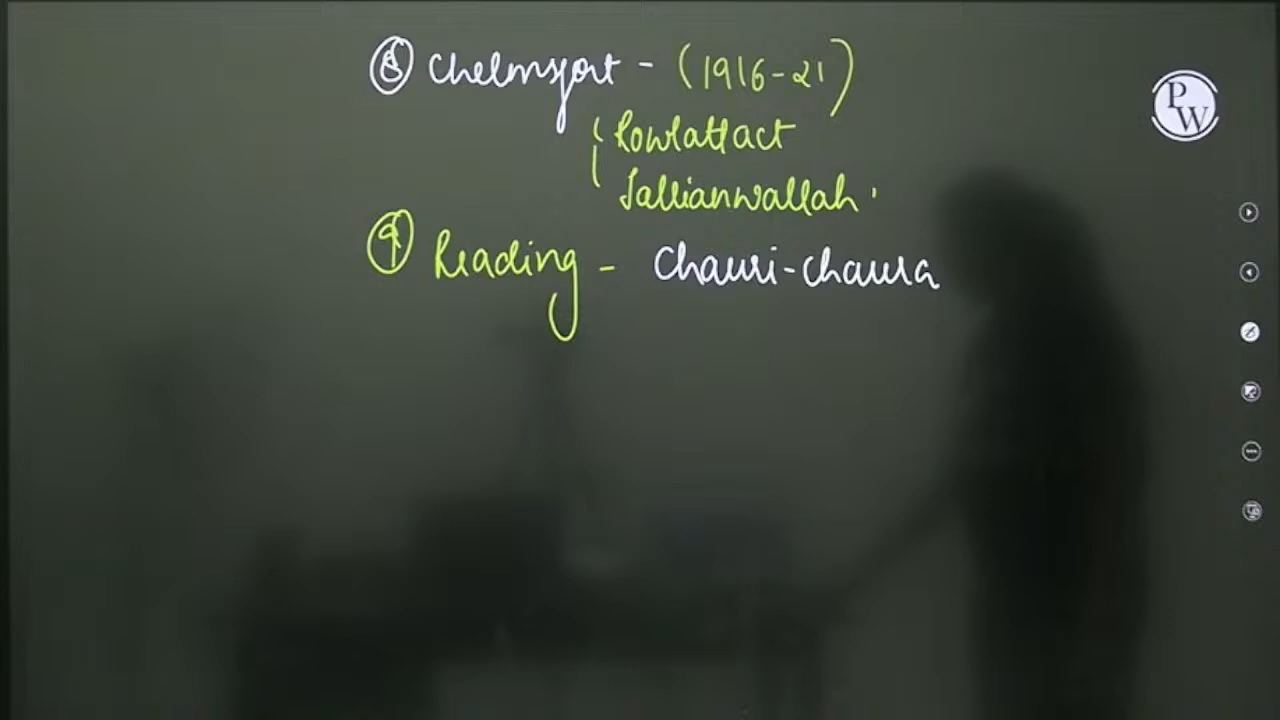 ⑧ Chelmsfort - (1916-21)
Rowlatt act
Jallianwallah.
⑨ Reading - Chauri-chaura
PW